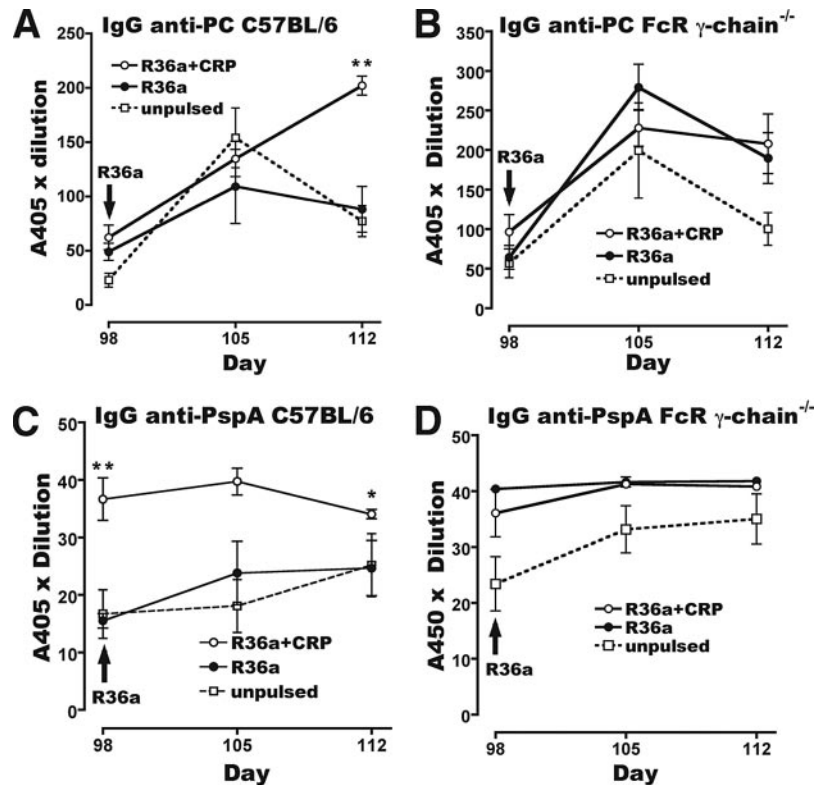 A
IgG anti-PC C57BL/6
250
200
150
100
50
0
A405 x dilution
R36a+CRP
R36a
unpulsed
**
R36a
98
105
112
Day
B
IgG anti-PC FcR γ-chain-/-
350
300
250
200
150
100
50
0
A405 x Dilution
R36a
R36a+CRP
R36a
unpulsed
98
105
112
Day
C
IgG anti-PspA C57BL/6
50
40
30
20
10
0
A405 x Dilution
**
*
R36a+CRP
R36a
unpulsed
R36a
98
105
112
Day
D
IgG anti-PspA FcR γ-chain-/-
50
40
30
20
10
0
A450 x Dilution
R36a+CRP
R36a
unpulsed
R36a
98
105
112
Day